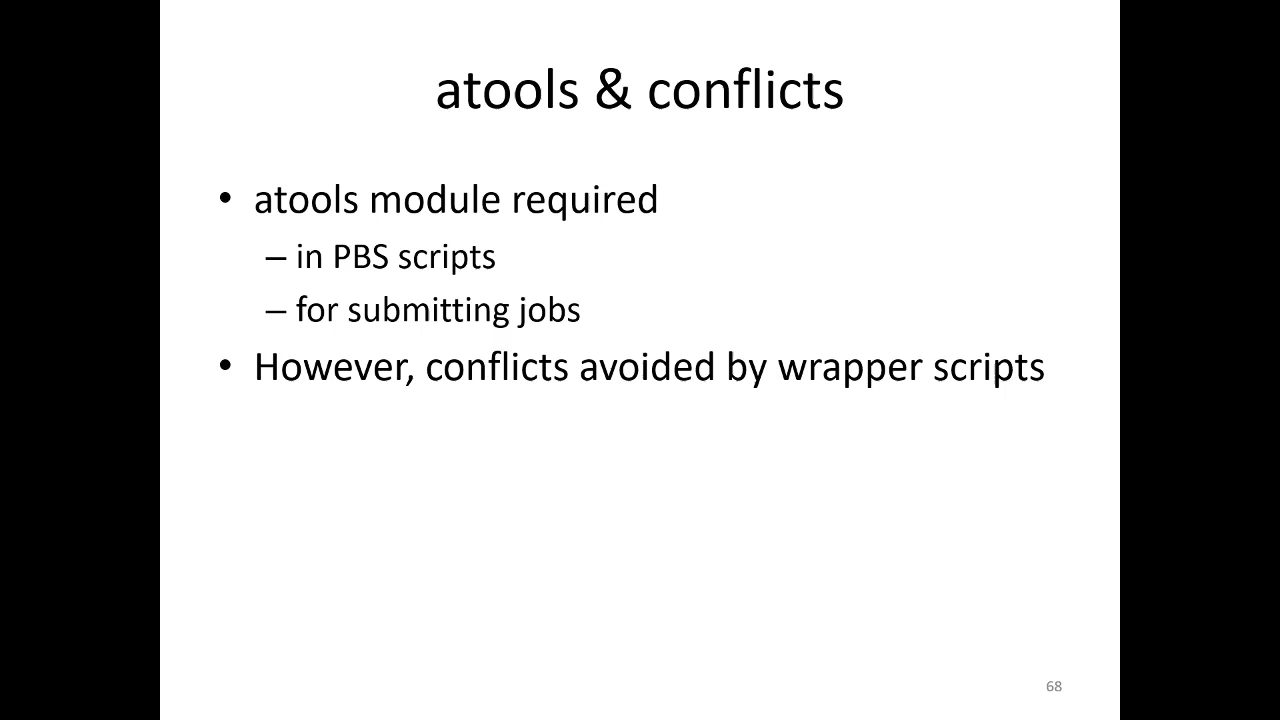 atools & conflicts
• atools module required
– in PBS scripts
– for submitting jobs
• However, conflicts avoided by wrapper scripts
68